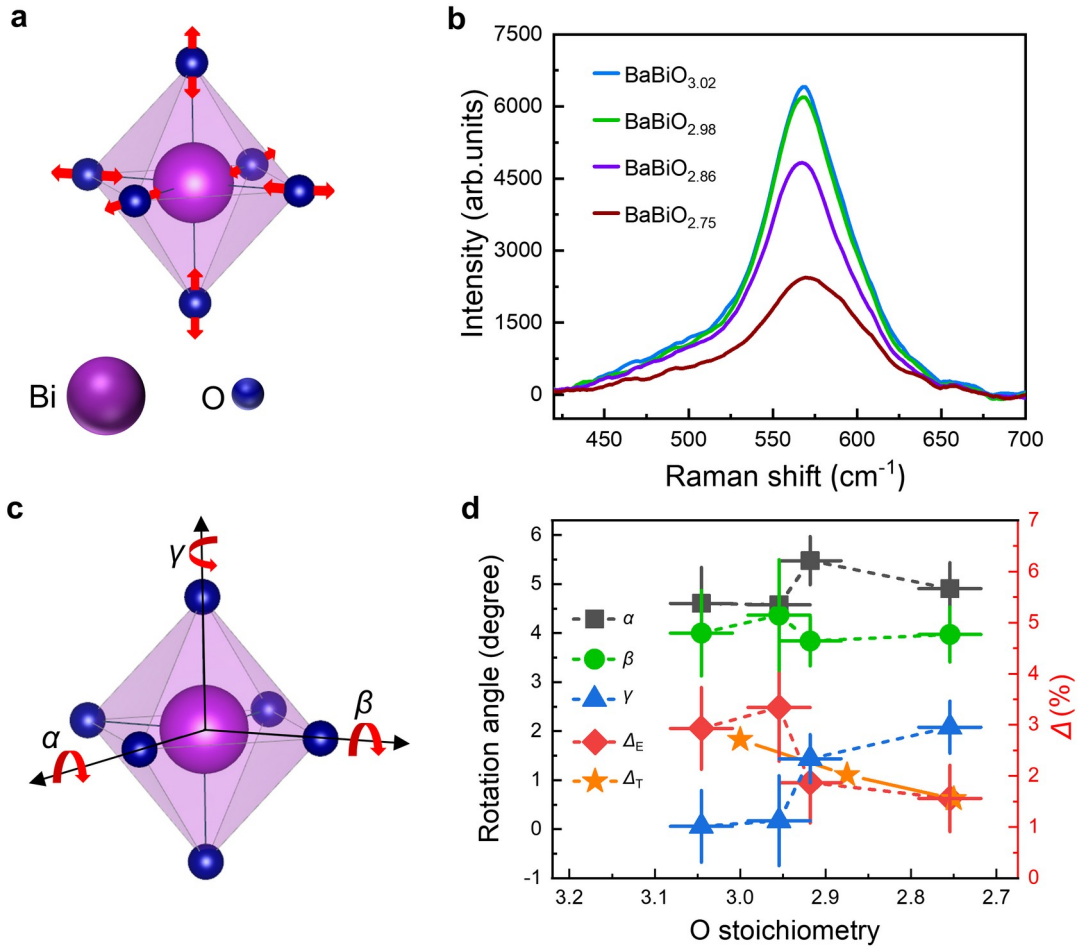 a
Bi
O
b
7500
6000
4500
3000
1500
0
Intensity (arb.units)
BaBiO3.02
BaBiO2.98
BaBiO2.86
BaBiO2.75
450 500 550 600 650 700
Raman shift (cm-1)
c
γ
α
β
d
6
5
4
3
2
1
0
-1
Rotation angle (degree)
α
β
γ
ΔE
ΔT
7
6
5
4
3
2
1
0
Δ (%)
3.2 3.1 3.0 2.9 2.8 2.7
O stoichiometry